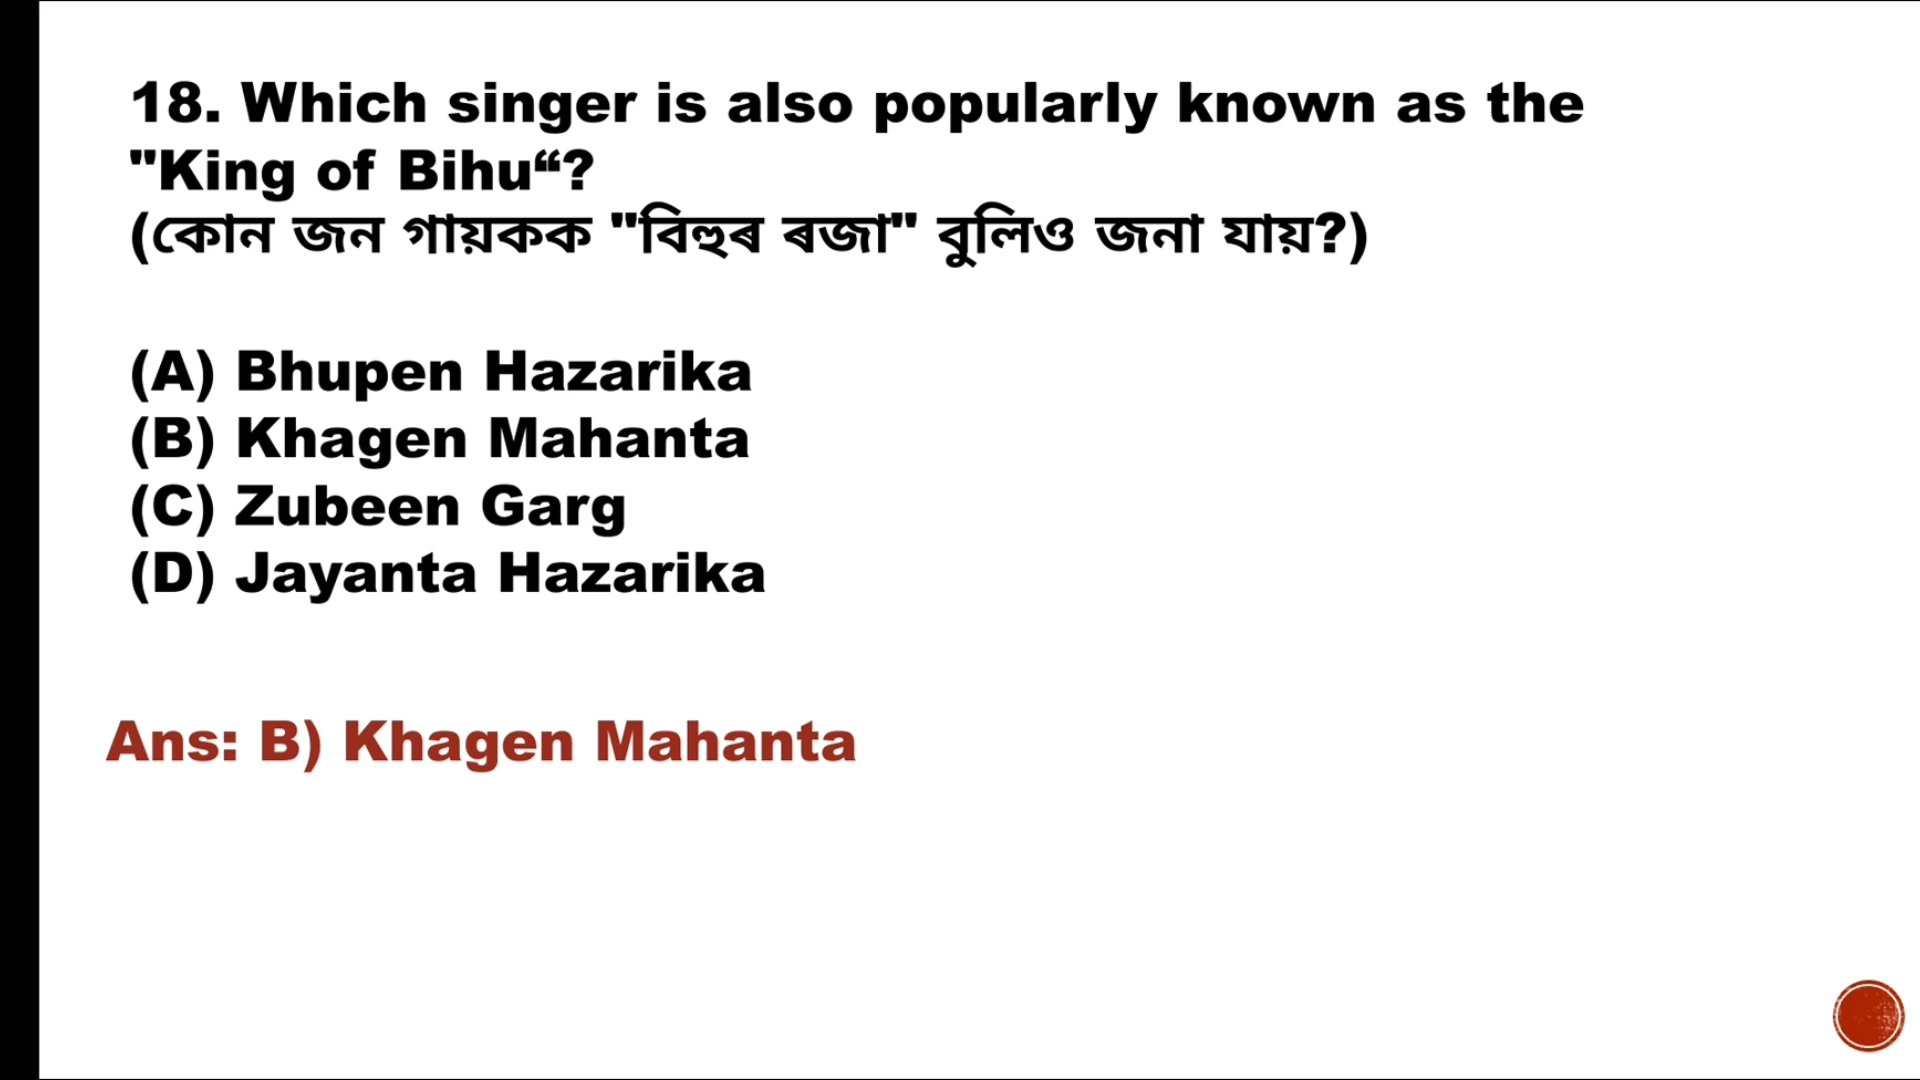 18. Which singer is also popularly known as the
"King of Bihu“?
(কোন জন গায়কক "বিহুৰ ৰজা" বুলিও জনা যায়?)
(A) Bhupen Hazarika
(B) Khagen Mahanta
(C) Zubeen Garg
(D) Jayanta Hazarika
Ans: B) Khagen Mahanta